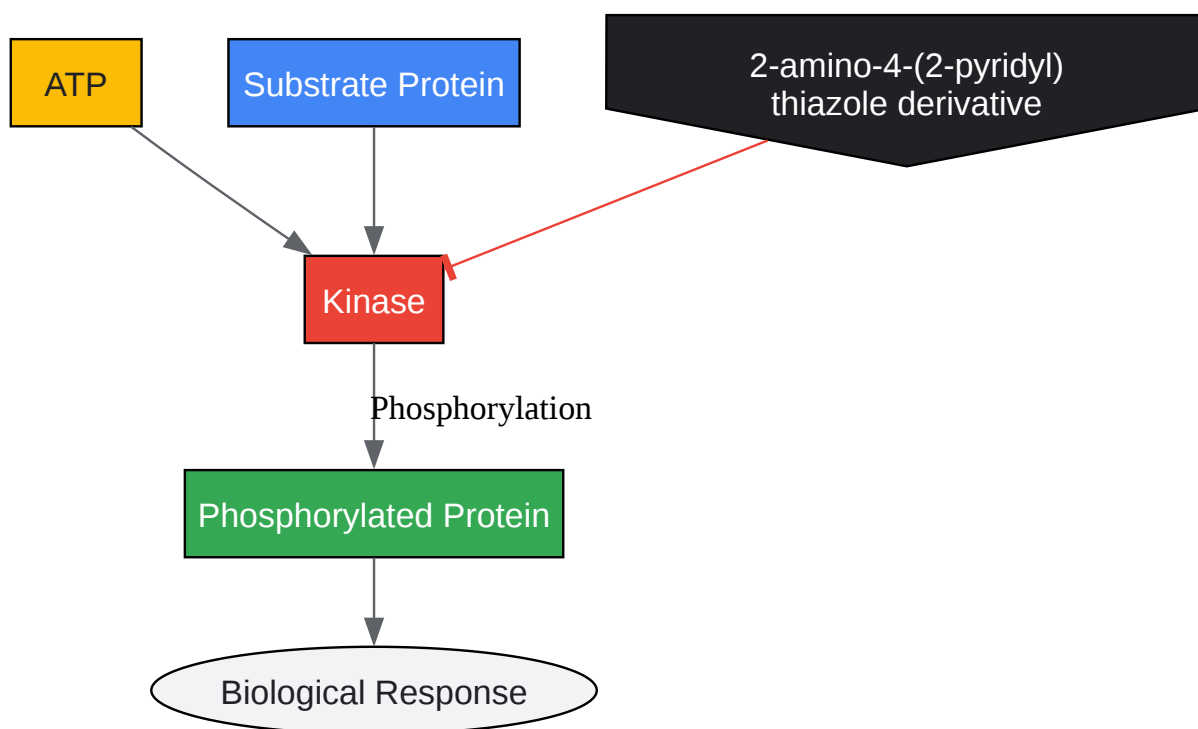 ATP
Substrate Protein
2-amino-4-(2-pyridyl)
thiazole derivative
Kinase
Phosphorylation
Phosphorylated Protein
Biological Response